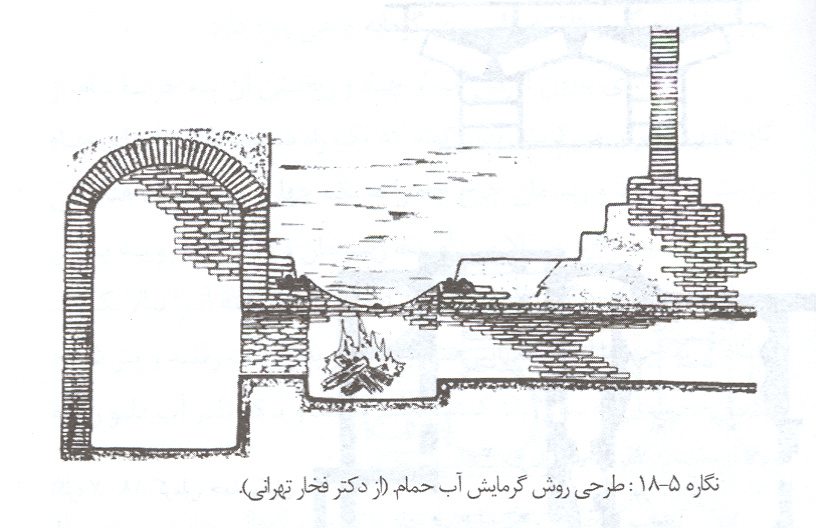 نگاره ۵-۱۸: طرحی روش گرمایش آب حمام. (از دکتر فخار تهرانی).